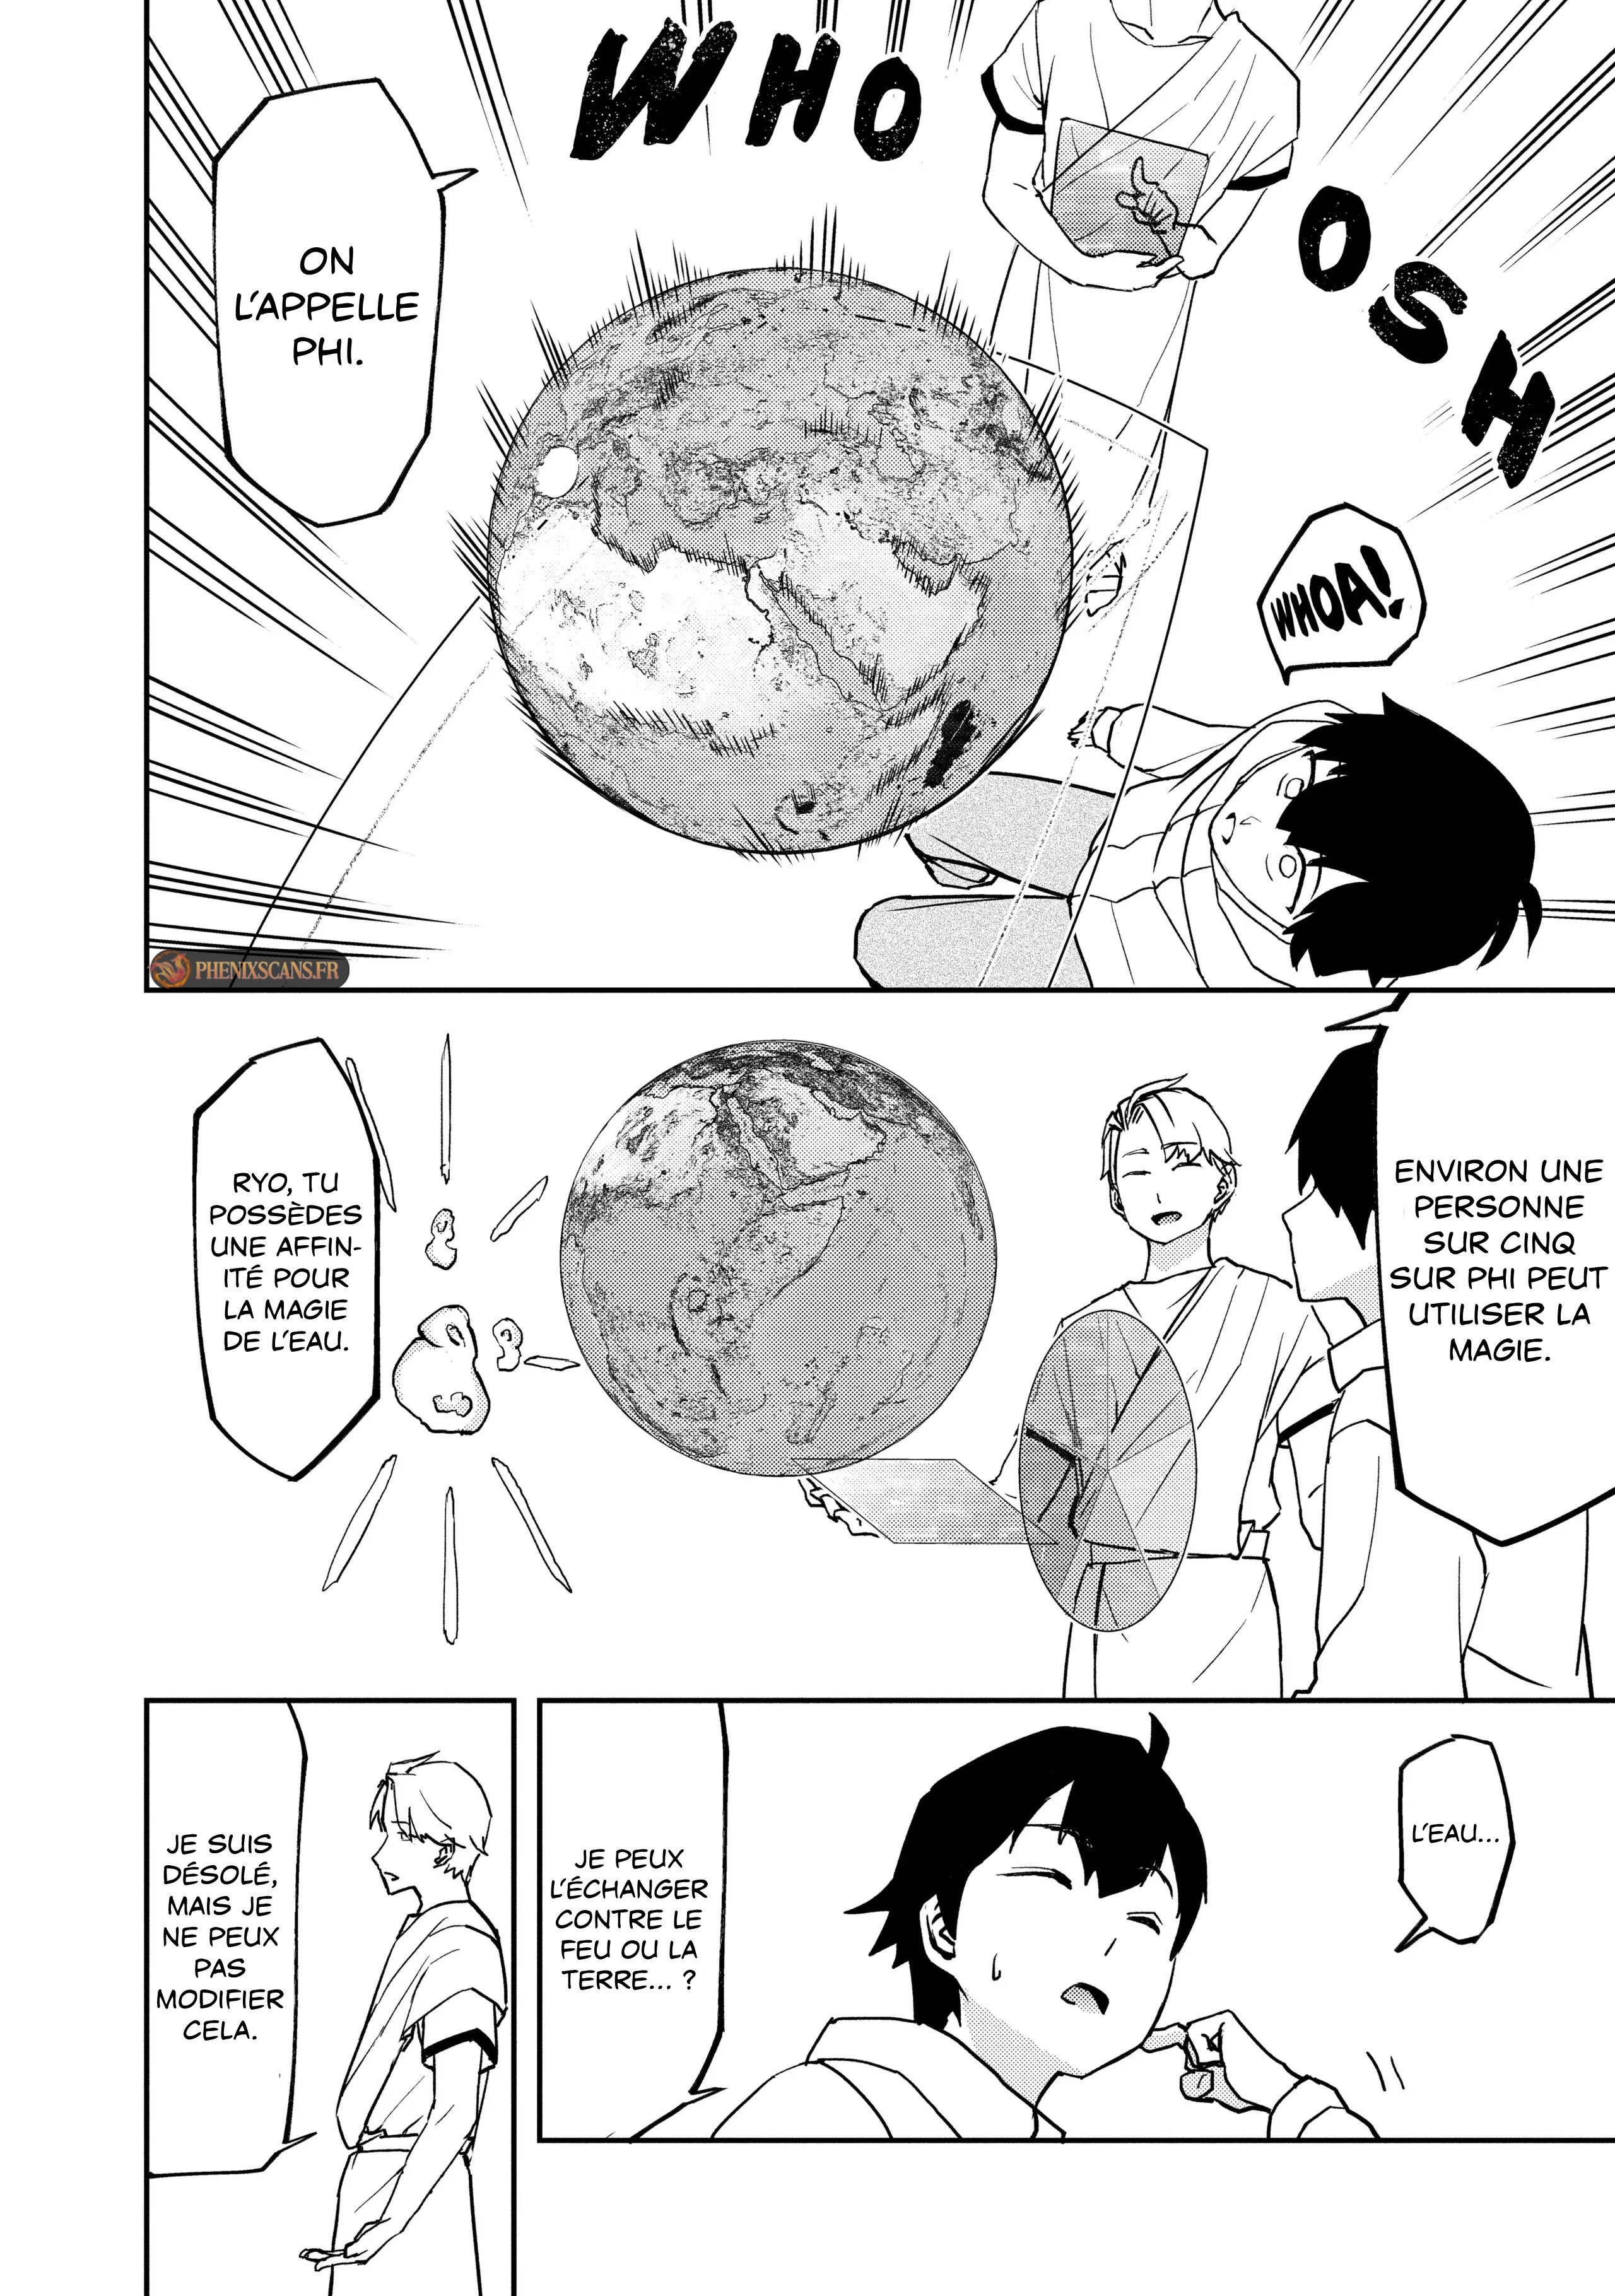 WHOOSH
ON
L'APPELLE
PHI.
WHOA!
PHENIXSCANS.FR
ENVIRON UNE
PERSONNE
SUR CINQ
SUR PHI PEUT
UTILISER LA
MAGIE.
RYO, TU
POSSÈDES
UNE AFFIN-
ITÉ POUR
LA MAGIE
DE L'EAU.
L'EAU...
JE PEUX
L'ÉCHANGER
CONTRE LE
FEU OU LA
TERRE... ?
JE SUIS
DÉSOLÉ,
MAIS JE
NE PEUX
PAS
MODIFIER
CELA.